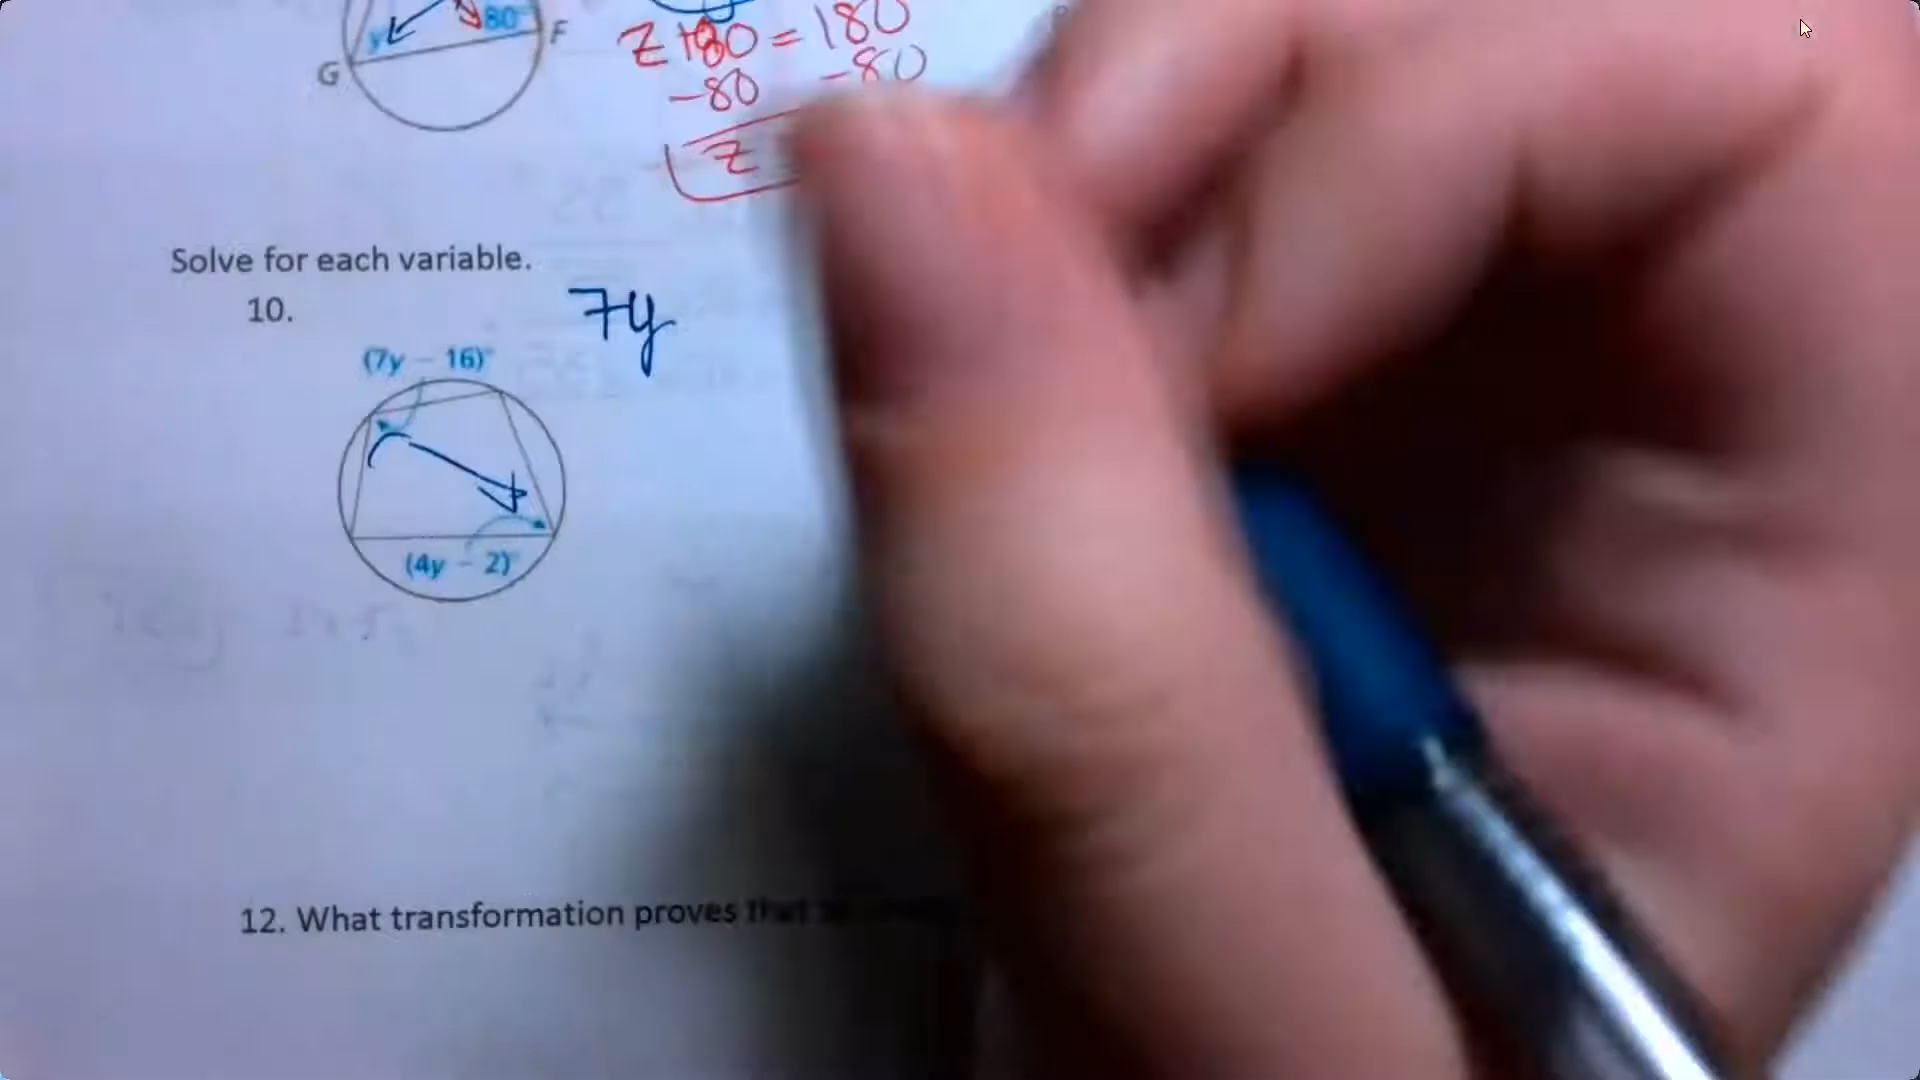 y 80° F
G
z + 80 = 180
-80 -80
z
Solve for each variable.
10.
7y
(7y - 16)°
(4y - 2)°
12. What transformation proves that